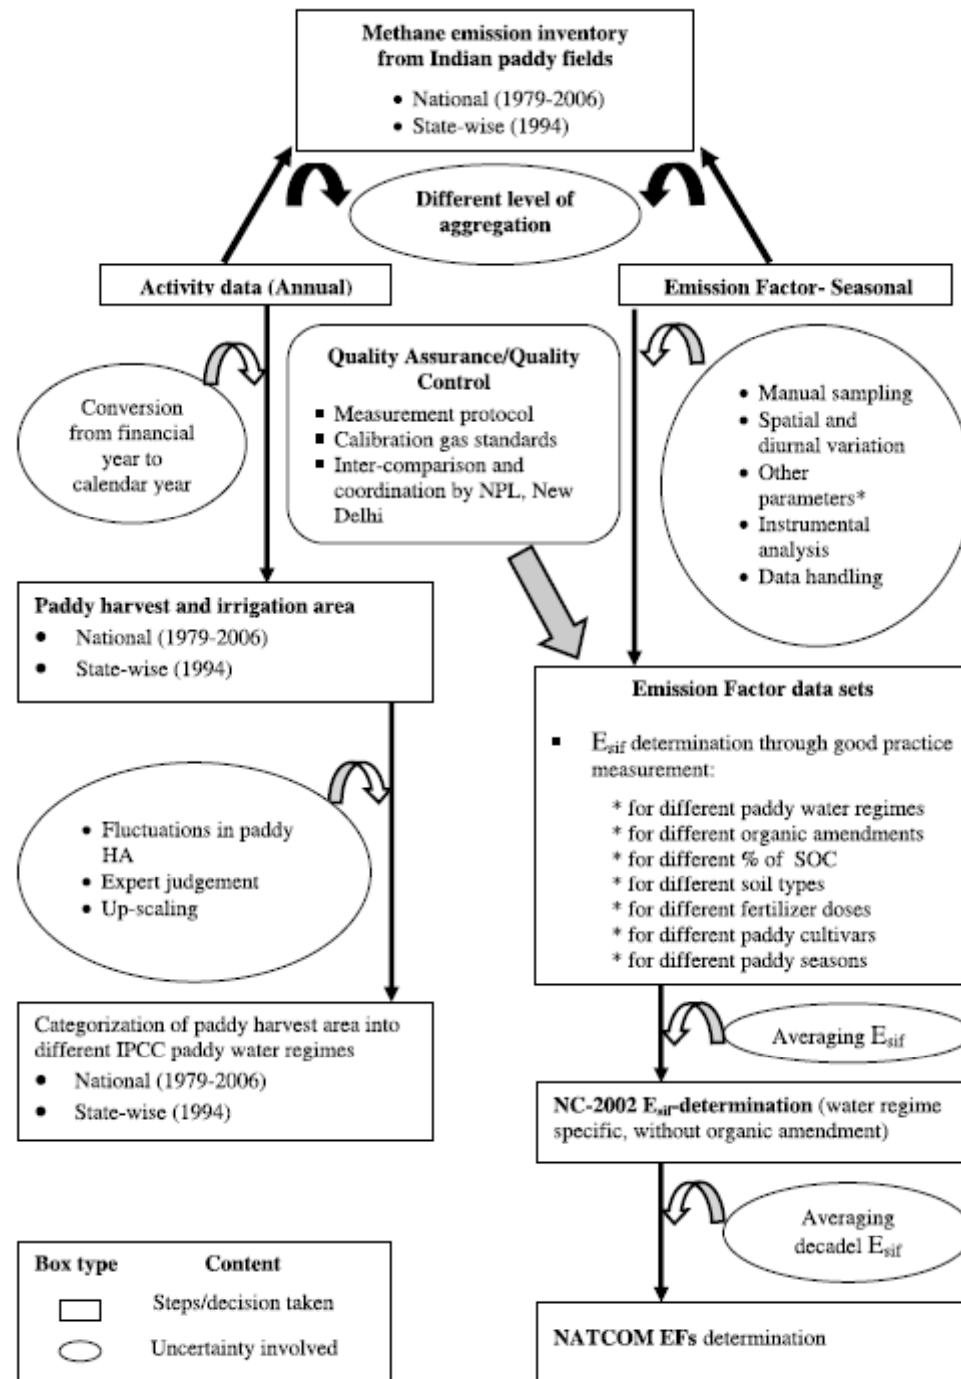 Methane emission inventory
from Indian paddy fields
• National (1979-2006)
• State-wise (1994)
Different level of
aggregation
Activity data (Annual)
Emission Factor- Seasonal
Conversion
from financial
year to
calendar year
Quality Assurance/Quality
Control
▪ Measurement protocol
▪ Calibration gas standards
▪ Inter-comparison and
coordination by NPL, New
Delhi
• Manual sampling
• Spatial and
diurnal variation
• Other
parameters*
• Instrumental
analysis
• Data handling
Paddy harvest and irrigation area
• National (1979-2006)
• State-wise (1994)
• Fluctuations in paddy
HA
• Expert judgement
• Up-scaling
Categorization of paddy harvest area into
different IPCC paddy water regimes
• National (1979-2006)
• State-wise (1994)
Emission Factor data sets
▪ Esif determination through good practice
measurement:
* for different paddy water regimes
* for different organic amendments
* for different % of SOC
* for different soil types
* for different fertilizer doses
* for different paddy cultivars
* for different paddy seasons
Averaging Esif
NC-2002 Esif-determination (water regime
specific, without organic amendment)
Averaging
decadel Esif
NATCOM EFs determination
Box type Content
Steps/decision taken
Uncertainty involved